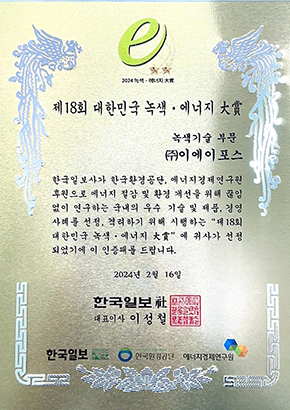 e
2024 녹색·에너지 大賞
제18회 대한민국 녹색·에너지 大賞
녹색기술 부문
㈜이에이포스
한국일보사가 한국환경공단, 에너지경제연구원
후원으로 에너지 절감 및 환경 개선을 위해 끊임
없이 연구하는 국내의 우수 기술 및 제품, 경영
사례를 선정, 격려하기 위해 시행하는 "제18회
대한민국 녹색·에너지 大賞"에 귀사가 선정
되었기에 이 인증패를 드립니다.
2024년 2월 16일
한국일보社
대표이사 이성철
한국일보 한국환경공단 에너지경제연구원